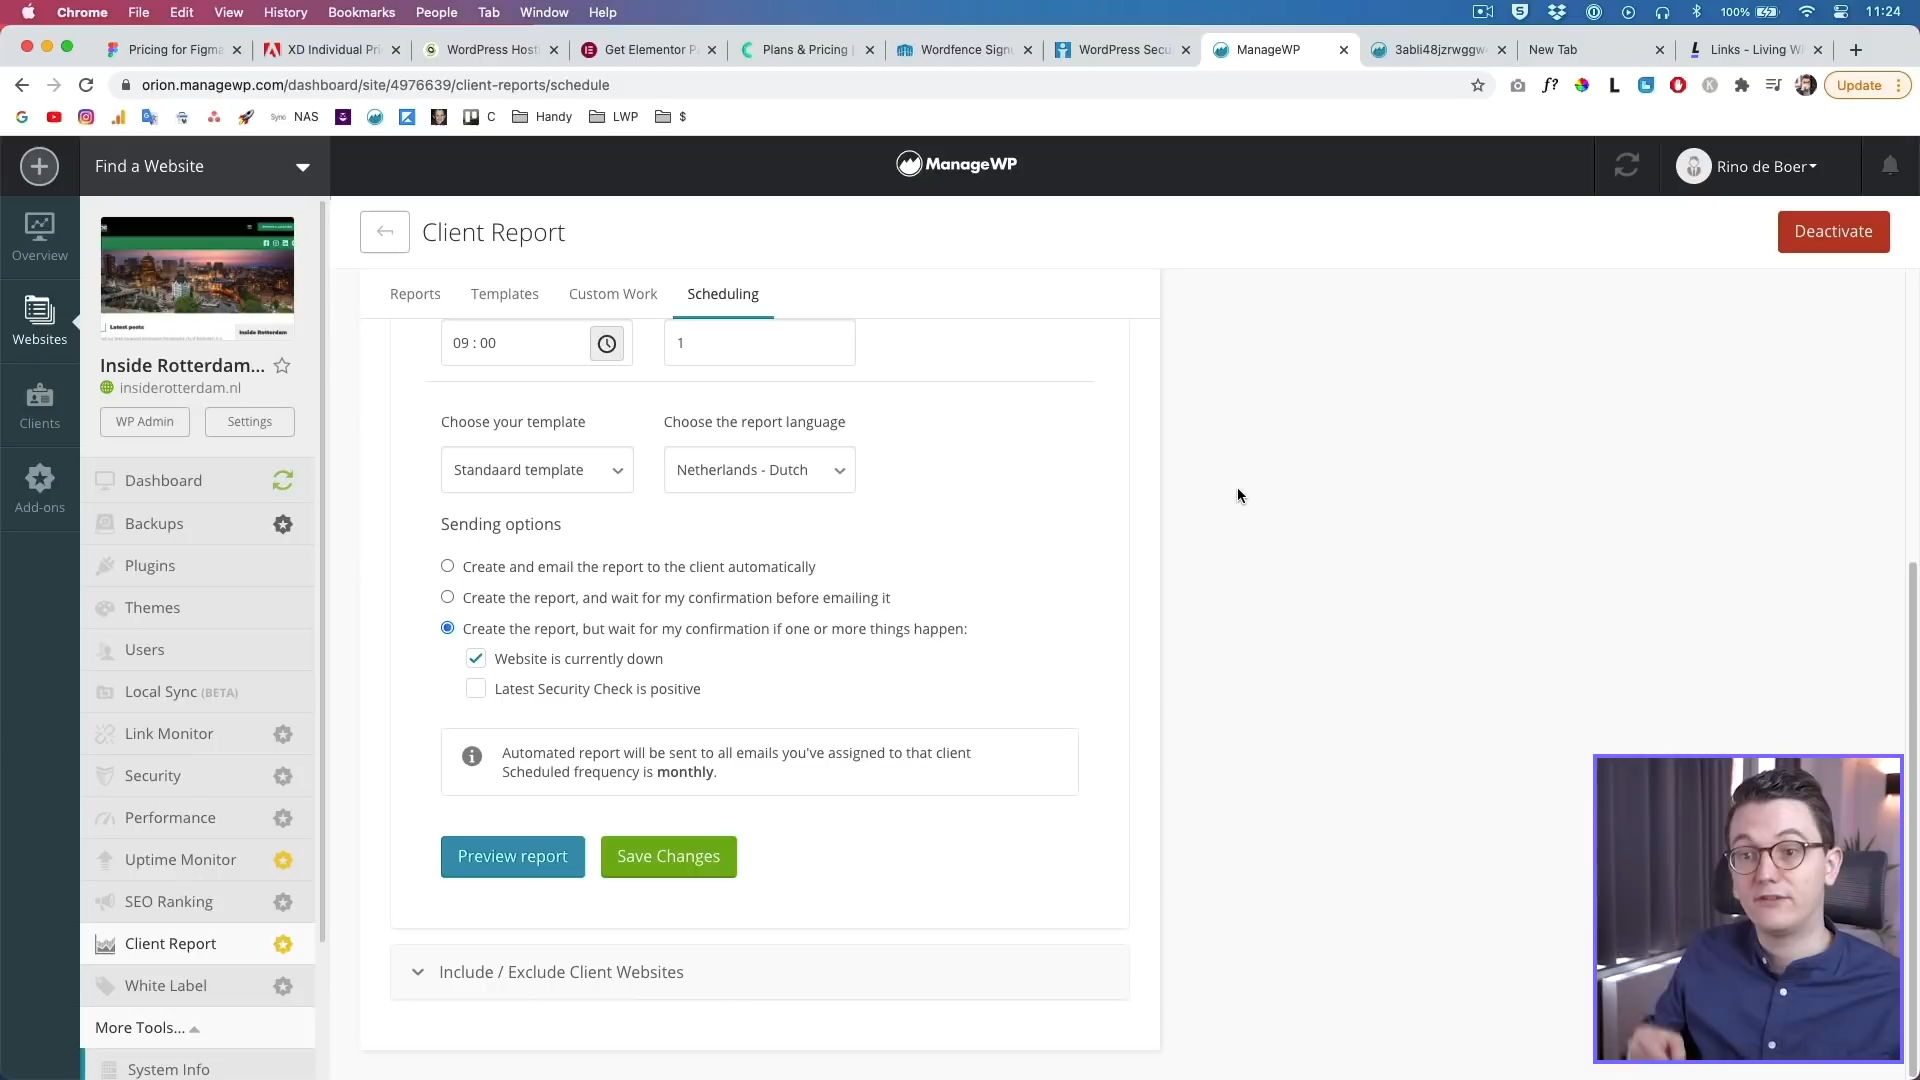 Chrome File Edit View History Bookmarks People Tab Window Help 100% 11:24
Pricing for Figma XD Individual Pri WordPress Host Get Elementor P Plans & Pricing Wordfence Sign WordPress Secu ManageWP 3abli48jzrwggw New Tab Links - Living W
orion.managewp.com/dashboard/site/4976639/client-reports/schedule f? L K Update
Sync NAS C Handy LWP $
Find a Website ManageWP Rino de Boer
Overview
Websites
Clients
Add-ons
Latest posts Inside Rotterdam
Inside Rotterdam...
insiderotterdam.nl
WP Admin Settings
Dashboard
Backups
Plugins
Themes
Users
Local Sync (BETA)
Link Monitor
Security
Performance
Uptime Monitor
SEO Ranking
Client Report
White Label
More Tools...
System Info
Client Report Deactivate
Reports Templates Custom Work Scheduling
09 : 00 1
Choose your template Choose the report language
Standaard template Netherlands - Dutch
Sending options
Create and email the report to the client automatically
Create the report, and wait for my confirmation before emailing it
Create the report, but wait for my confirmation if one or more things happen:
Website is currently down
Latest Security Check is positive
Automated report will be sent to all emails you've assigned to that client
Scheduled frequency is monthly.
Preview report Save Changes
Include / Exclude Client Websites